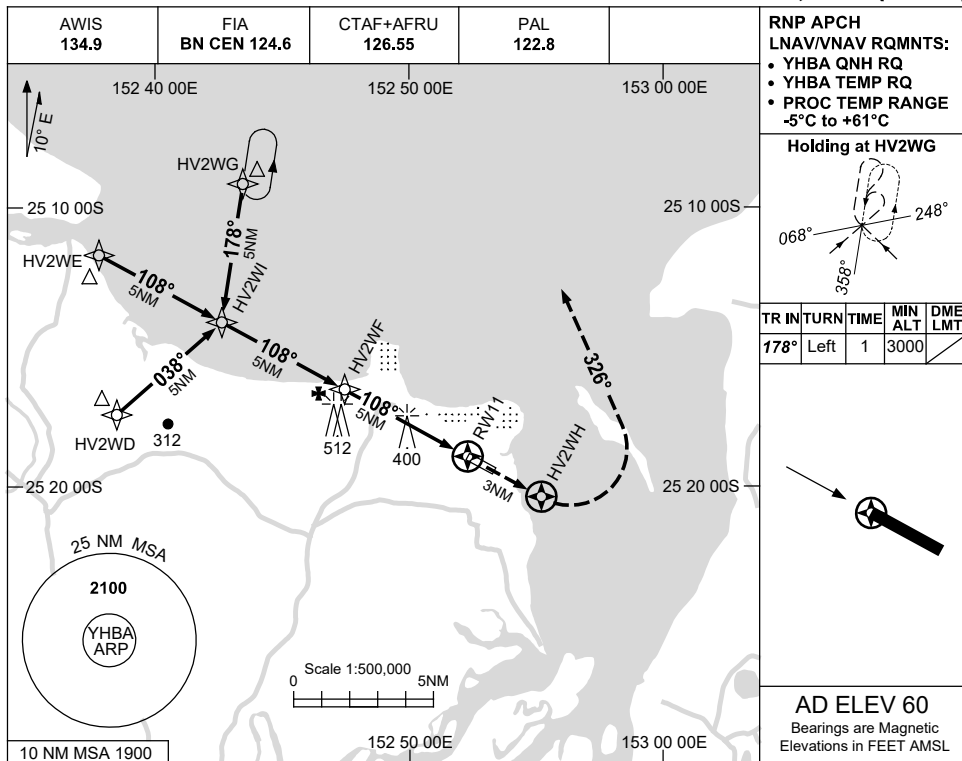 AWIS
134.9
FIA
BN CEN 124.6
CTAF+AFRU
126.55
PAL
122.8
RNP APCH
LNAV/VNAV RQMNTS:
• YHBA QNH RQ
• YHBA TEMP RQ
• PROC TEMP RANGE
-5°C to +61°C
152 40 00E
152 50 00E
153 00 00E
10° E
HV2WG
Holding at HV2WG
248°
068°
358°
25 10 00S
25 10 00S
178°
5NM
HV2WE
108°
5NM
HV2WI
108°
5NM
HV2WF
038°
5NM
HV2WD
312
108°
5NM
512
400
RW11
3NM
HV2WH
326°
TR IN TURN TIME MIN ALT DME LMT
178° Left 1 3000
25 20 00S
25 20 00S
25 NM MSA
2100
YHBA
ARP
Scale 1:500,000
0
5NM
10 NM MSA 1900
152 50 00E
153 00 00E
AD ELEV 60
Bearings are Magnetic
Elevations in FEET AMSL